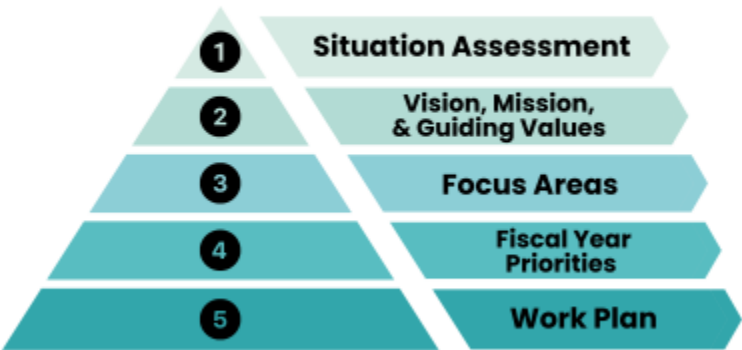 1
Situation Assessment
2
Vision, Mission,
& Guiding Values
3
Focus Areas
4
Fiscal Year
Priorities
5
Work Plan